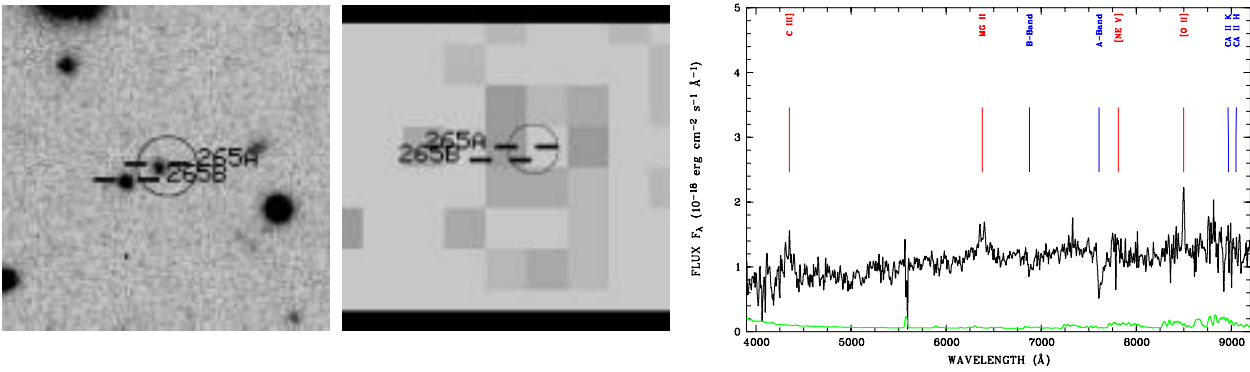 265A
265B
265A
265B
5
4
3
2
1
0
FLUX Fλ (10⁻¹⁸ erg cm⁻² s⁻¹ Å⁻¹)
C III]
MG II
B-Band
A-Band
[NE V]
[O II]
CA II K
CA II H
4000 5000 6000 7000 8000 9000
WAVELENGTH (Å)